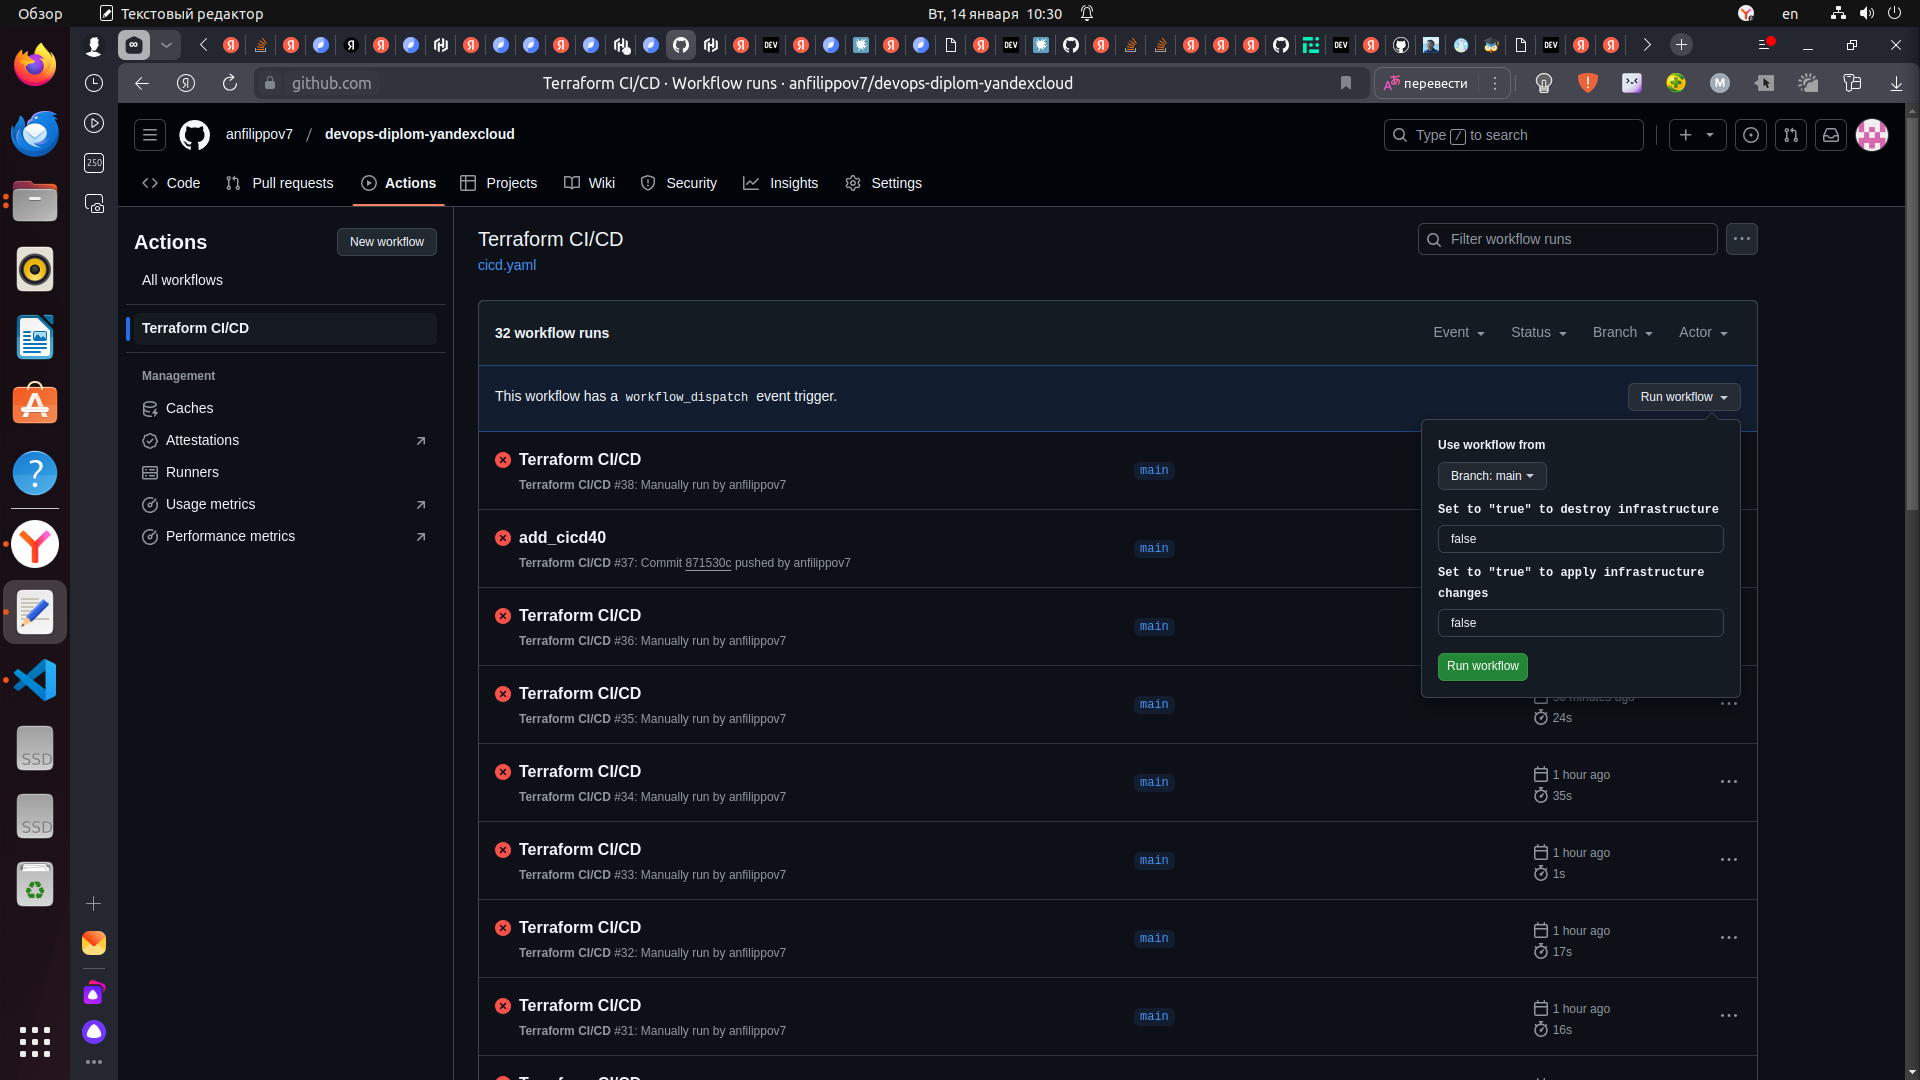 Обзор
Текстовый редактор
Вт, 14 января 10:30
en
github.com
Terraform CI/CD · Workflow runs · anfilippov7/devops-diplom-yandexcloud
перевести
anfilippov7 / devops-diplom-yandexcloud
Type / to search
Code
Pull requests
Actions
Projects
Wiki
Security
Insights
Settings
Actions
New workflow
All workflows
Terraform CI/CD
Management
Caches
Attestations
Runners
Usage metrics
Performance metrics
Terraform CI/CD
cicd.yaml
Filter workflow runs
32 workflow runs
Event
Status
Branch
Actor
This workflow has a workflow_dispatch event trigger.
Run workflow
Use workflow from
Branch: main
Set to "true" to destroy infrastructure
false
Set to "true" to apply infrastructure
changes
false
Run workflow
Terraform CI/CD
Terraform CI/CD #38: Manually run by anfilippov7
main
add_cicd40
Terraform CI/CD #37: Commit 871530c pushed by anfilippov7
main
Terraform CI/CD
Terraform CI/CD #36: Manually run by anfilippov7
main
Terraform CI/CD
Terraform CI/CD #35: Manually run by anfilippov7
main
minutes ago
24s
Terraform CI/CD
Terraform CI/CD #34: Manually run by anfilippov7
main
1 hour ago
35s
Terraform CI/CD
Terraform CI/CD #33: Manually run by anfilippov7
main
1 hour ago
1s
Terraform CI/CD
Terraform CI/CD #32: Manually run by anfilippov7
main
1 hour ago
17s
Terraform CI/CD
Terraform CI/CD #31: Manually run by anfilippov7
main
1 hour ago
16s
Terraform CI/CD
250
SSD
SSD